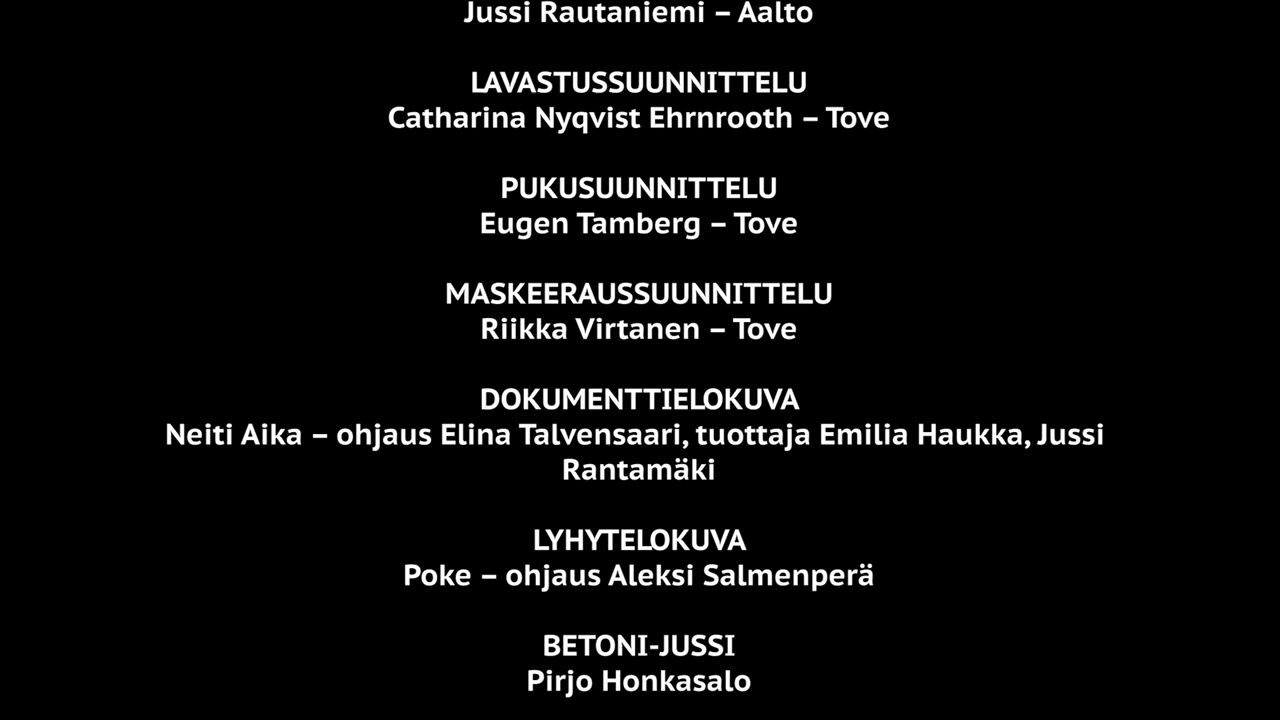 Jussi Rautaniemi – Aalto
LAVASTUSSUUNNITTELU
Catharina Nyqvist Ehrnrooth – Tove
PUKUSUUNNITTELU
Eugen Tamberg – Tove
MASKEERAUSSUUNNITTELU
Riikka Virtanen – Tove
DOKUMENTTIELOKUVA
Neiti Aika – ohjaus Elina Talvensaari, tuottaja Emilia Haukka, Jussi
Rantamäki
LYHYTELOKUVA
Poke – ohjaus Aleksi Salmenperä
BETONI-JUSSI
Pirjo Honkasalo